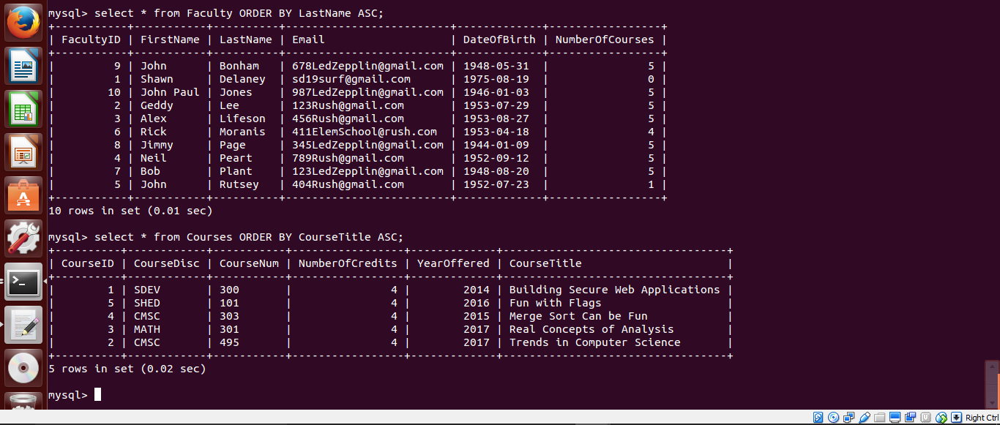 mysql> select * from Faculty ORDER BY LastName ASC;
+-----------+-----------+----------+-------------------------+-------------+-----------------+
| FacultyID | FirstName | LastName | Email                   | DateOfBirth | NumberOfCourses |
+-----------+-----------+----------+-------------------------+-------------+-----------------+
|         9 | John      | Bonham   | 678LedZepplin@gmail.com | 1948-05-31  |               5 |
|         1 | Shawn     | Delaney  | sd19surf@gmail.com      | 1975-08-19  |               0 |
|        10 | John Paul | Jones    | 987LedZepplin@gmail.com | 1946-01-03  |               5 |
|         2 | Geddy     | Lee      | 123Rush@gmail.com       | 1953-07-29  |               5 |
|         3 | Alex      | Lifeson  | 456Rush@gmail.com       | 1953-08-27  |               5 |
|         6 | Rick      | Moranis  | 411ElemSchool@rush.com  | 1953-04-18  |               4 |
|         8 | Jimmy     | Page     | 345LedZepplin@gmail.com | 1944-01-09  |               5 |
|         4 | Neil      | Peart    | 789Rush@gmail.com       | 1952-09-12  |               5 |
|         7 | Bob       | Plant    | 123LedZepplin@gmail.com | 1948-08-20  |               5 |
|         5 | John      | Rutsey   | 404Rush@gmail.com       | 1952-07-23  |               1 |
+-----------+-----------+----------+-------------------------+-------------+-----------------+
10 rows in set (0.01 sec)
mysql> select * from Courses ORDER BY CourseTitle ASC;
+----------+------------+-----------+-----------------+-------------+----------------------------------+
| CourseID | CourseDisc | CourseNum | NumberOfCredits | YearOffered | CourseTitle                      |
+----------+------------+-----------+-----------------+-------------+----------------------------------+
|        1 | SDEV       | 300       |               4 |        2014 | Building Secure Web Applications |
|        5 | SHED       | 101       |               4 |        2016 | Fun with Flags                   |
|        4 | CMSC       | 303       |               4 |        2015 | Merge Sort Can be Fun            |
|        3 | MATH       | 301       |               4 |        2017 | Real Concepts of Analysis        |
|        2 | CMSC       | 495       |               4 |        2017 | Trends in Computer Science       |
+----------+------------+-----------+-----------------+-------------+----------------------------------+
5 rows in set (0.02 sec)
mysql>
Right Ctrl